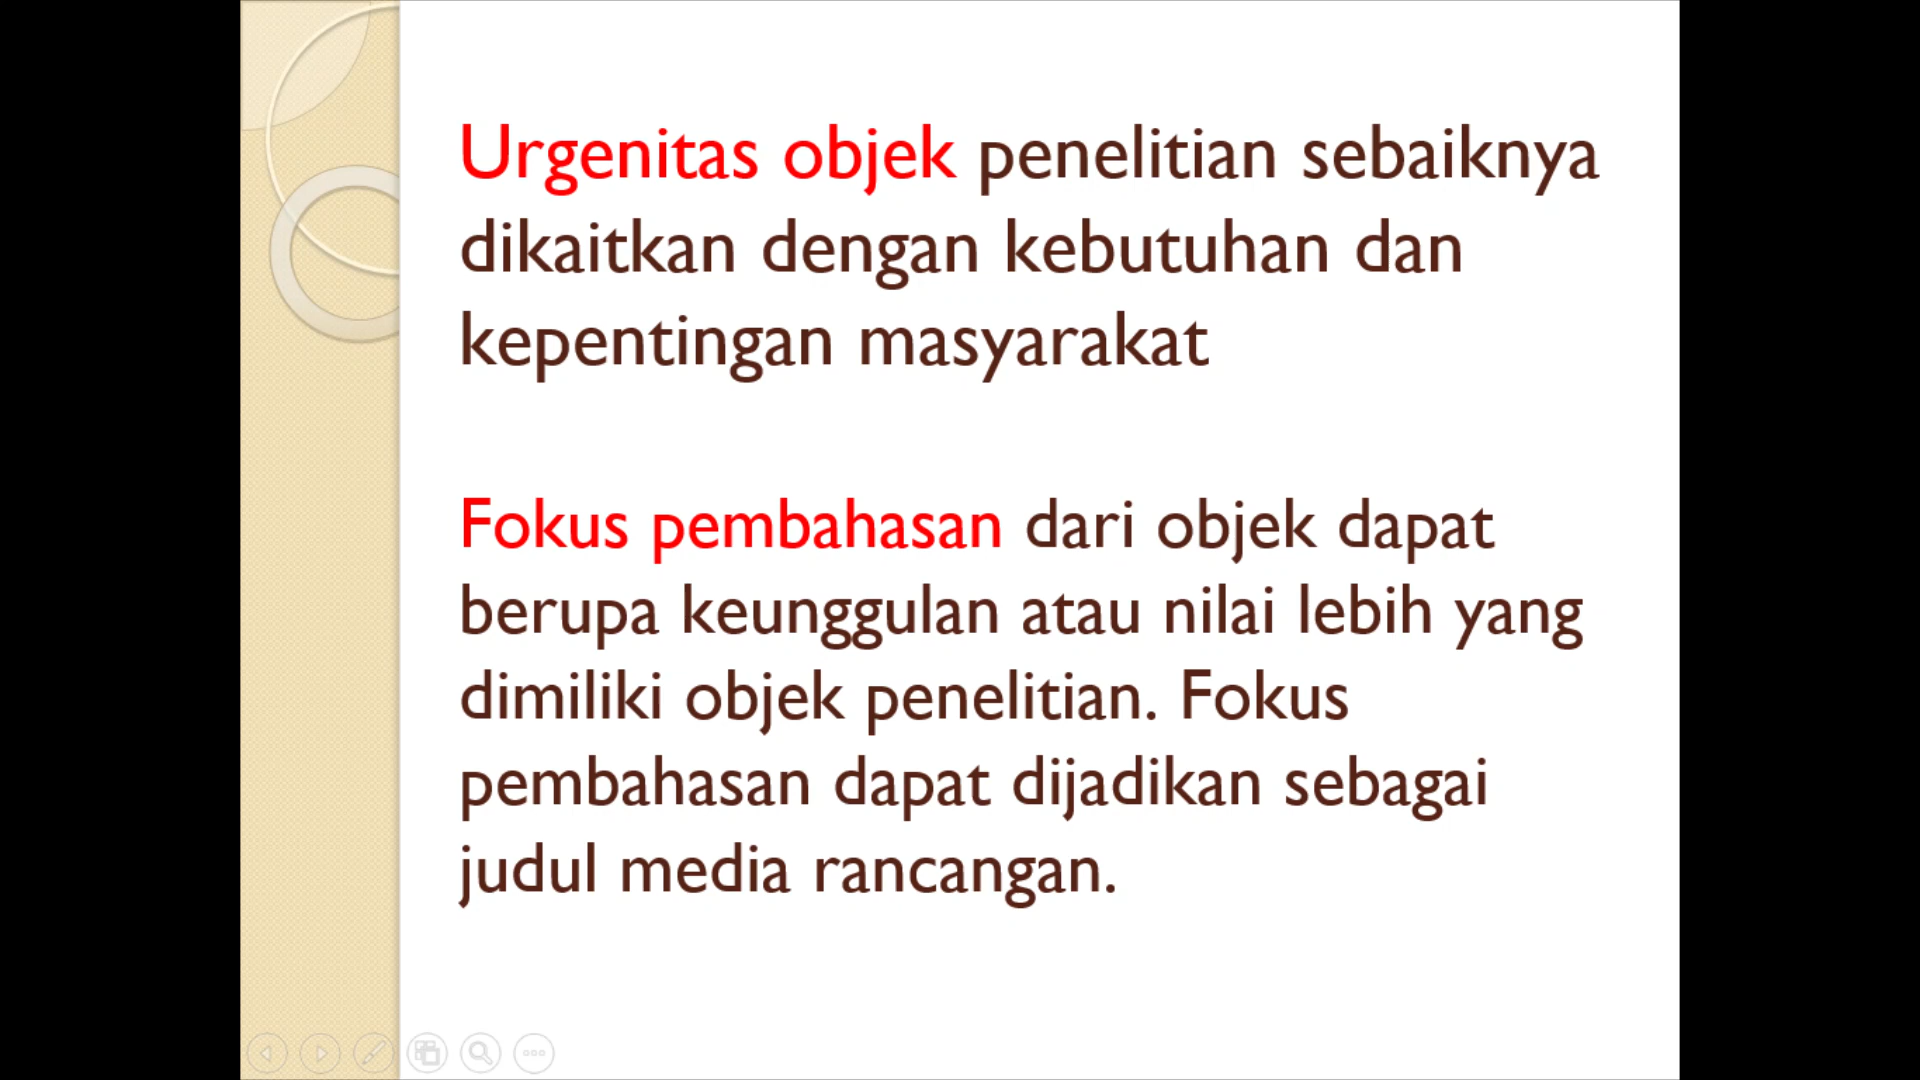 Urgenitas objek penelitian sebaiknya
dikaitkan dengan kebutuhan dan
kepentingan masyarakat
Fokus pembahasan dari objek dapat
berupa keunggulan atau nilai lebih yang
dimiliki objek penelitian. Fokus
pembahasan dapat dijadikan sebagai
judul media rancangan.